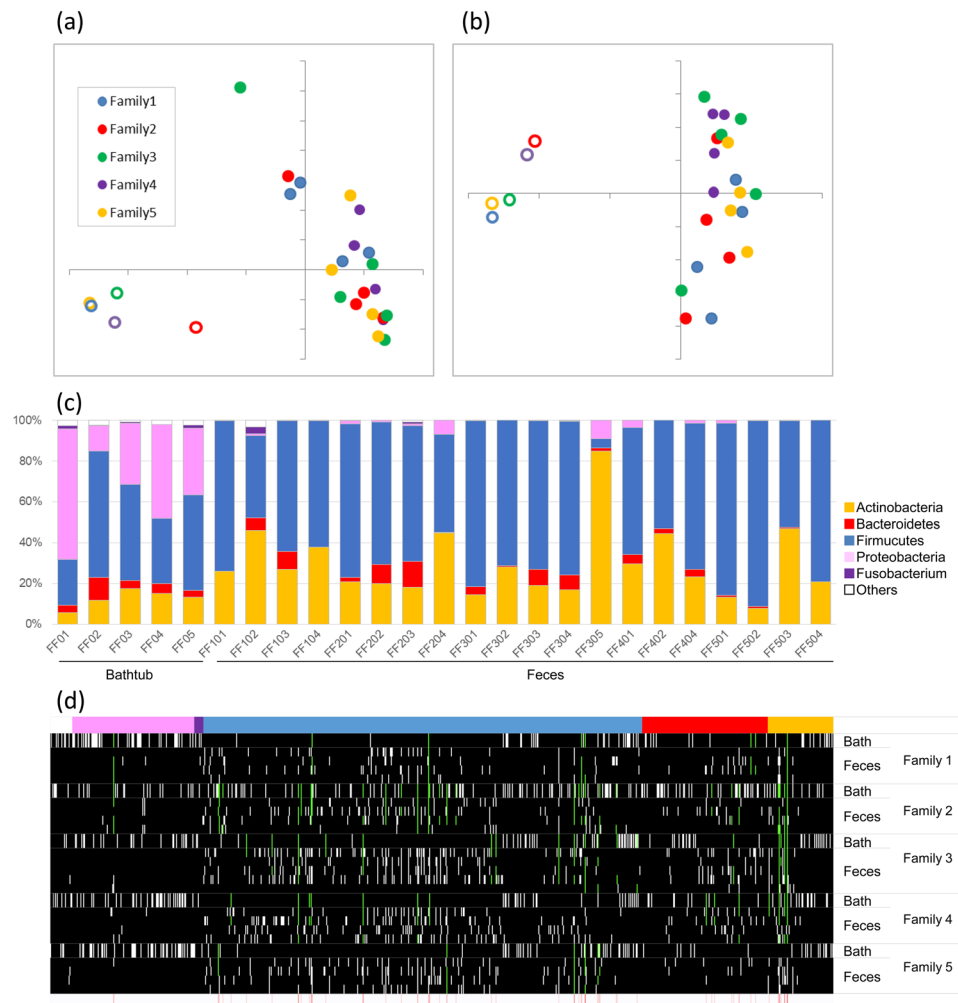 (a)
(b)
Family1
Family2
Family3
Family4
Family5
(c)
100%
80%
60%
40%
20%
0%
Actinobacteria
Bacteroidetes
Firmucutes
Proteobacteria
Fusobacterium
Others
FF01 FF02 FF03 FF04 FF05 FF101 FF102 FF103 FF104 FF201 FF202 FF203 FF204 FF301 FF302 FF303 FF304 FF305 FF401 FF402 FF404 FF501 FF502 FF503 FF504
Bathtub Feces
(d)
Bath
Feces Family 1
Bath
Feces Family 2
Bath
Feces Family 3
Bath
Feces Family 4
Bath
Feces Family 5